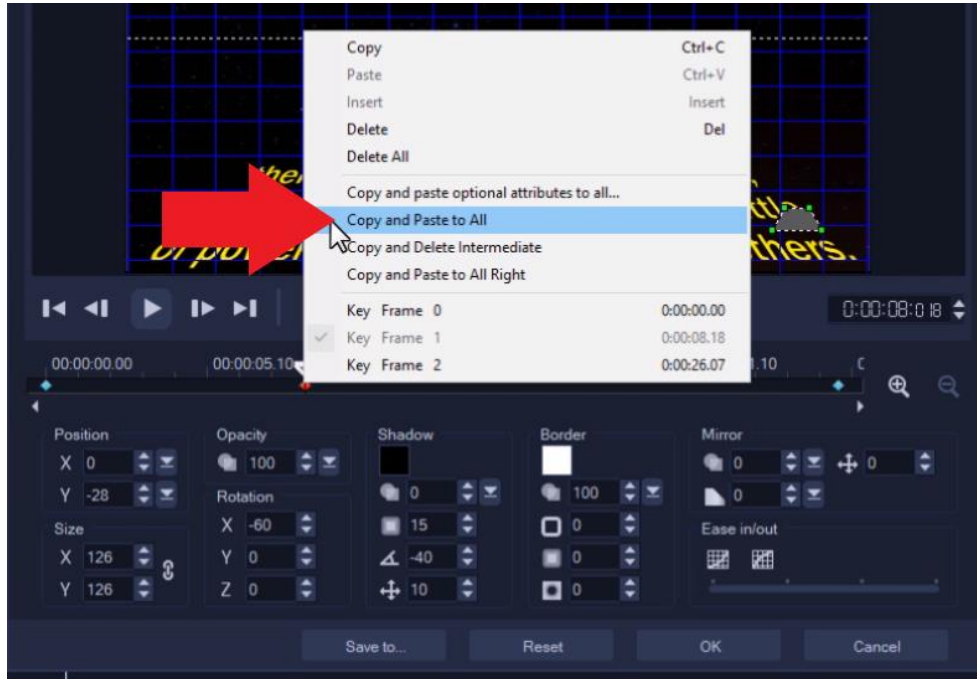 Copy Ctrl+C
Paste Ctrl+V
Insert Insert
Delete Del
Delete All
Copy and paste optional attributes to all...
Copy and Paste to All
Copy and Delete Intermediate
Copy and Paste to All Right
Key Frame 0 0:00:00.00
Key Frame 1 0:00:08.18
Key Frame 2 0:00:26.07
thers.
0:00:08:018
00:00:00.00 00:00:05.10 1.10
Position Opacity Shadow Border Mirror
X 0 100 0 100 0 0
Y -28 Rotation 0
Size X -60 15 0 Ease in/out
X 126 Y 0 -40 0
Y 126 Z 0 10 0
Save to... Reset OK Cancel